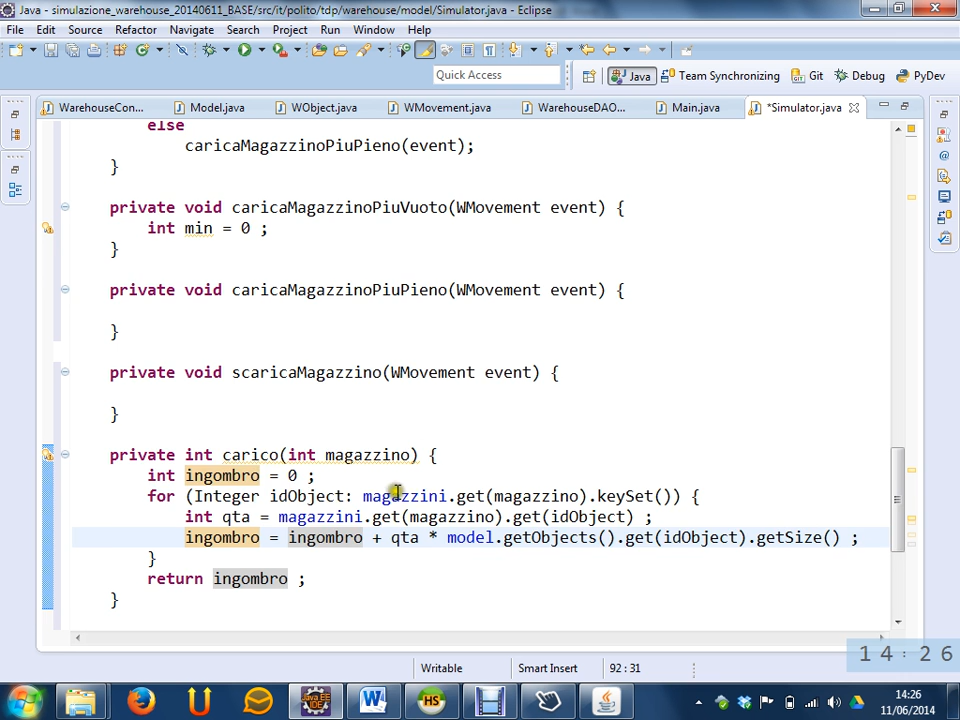 Java - simulazione_warehouse_20140611_BASE/src/it/polito/tdp/warehouse/model/Simulator.java - Eclipse
File Edit Source Refactor Navigate Search Project Run Window Help
Quick Access
Java Team Synchronizing Git Debug PyDev
WarehouseCon... Model.java WObject.java WMovement.java WarehouseDAO... Main.java *Simulator.java
else
caricaMagazzinoPiuPieno(event);
}
private void caricaMagazzinoPiuVuoto(WMovement event) {
int min = 0 ;
}
private void caricaMagazzinoPiuPieno(WMovement event) {
}
private void scaricaMagazzino(WMovement event) {
}
private int carico(int magazzino) {
int ingombro = 0 ;
for (Integer idObject: magazzini.get(magazzino).keySet()) {
int qta = magazzini.get(magazzino).get(idObject) ;
ingombro = ingombro + qta * model.getObjects().get(idObject).getSize() ;
}
return ingombro ;
}
14:26
Writable Smart Insert 92 : 31
U W HS
Java EE IDE
14:26
11/06/2014